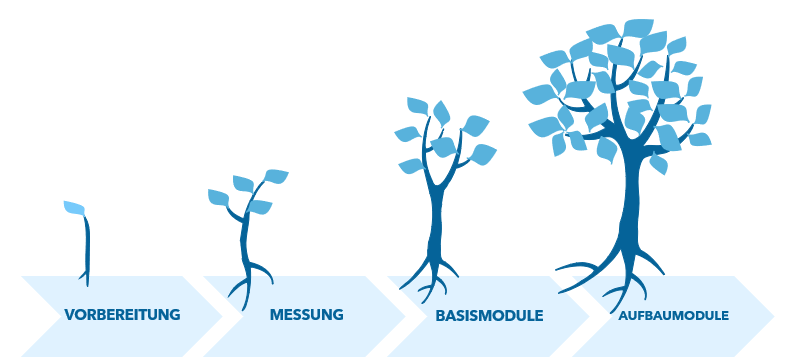 VORBEREITUNG
MESSUNG
BASISMODULE
AUFBAUMODULE